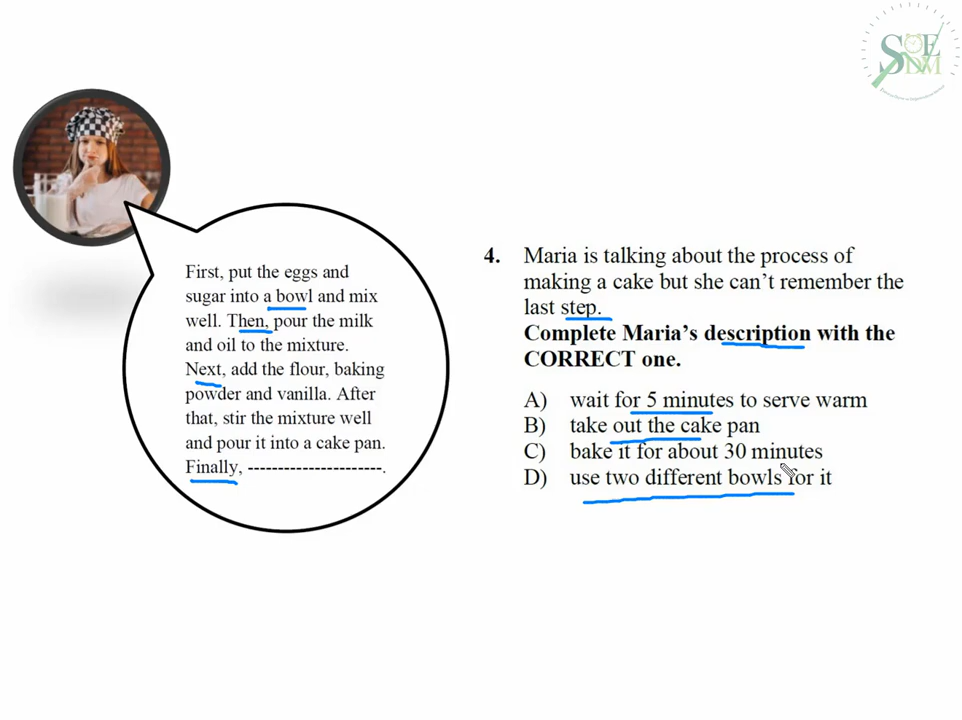 First, put the eggs and
sugar into a bowl and mix
well. Then, pour the milk
and oil to the mixture.
Next, add the flour, baking
powder and vanilla. After
that, stir the mixture well
and pour it into a cake pan.
Finally, ----------------------.
4. Maria is talking about the process of
making a cake but she can’t remember the
last step.
Complete Maria’s description with the
CORRECT one.
A) wait for 5 minutes to serve warm
B) take out the cake pan
C) bake it for about 30 minutes
D) use two different bowls for it